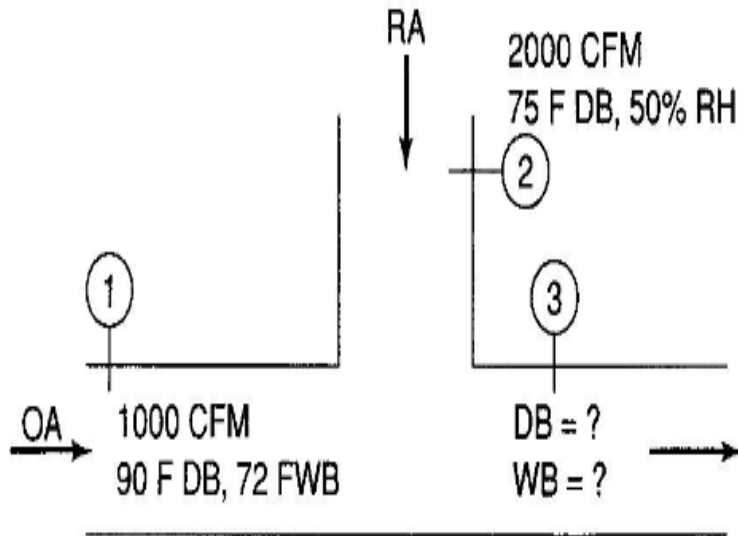 RA
2000 CFM
75 F DB, 50% RH
2
1
3
OA
1000 CFM
90 F DB, 72 FWB
DB = ?
WB = ?